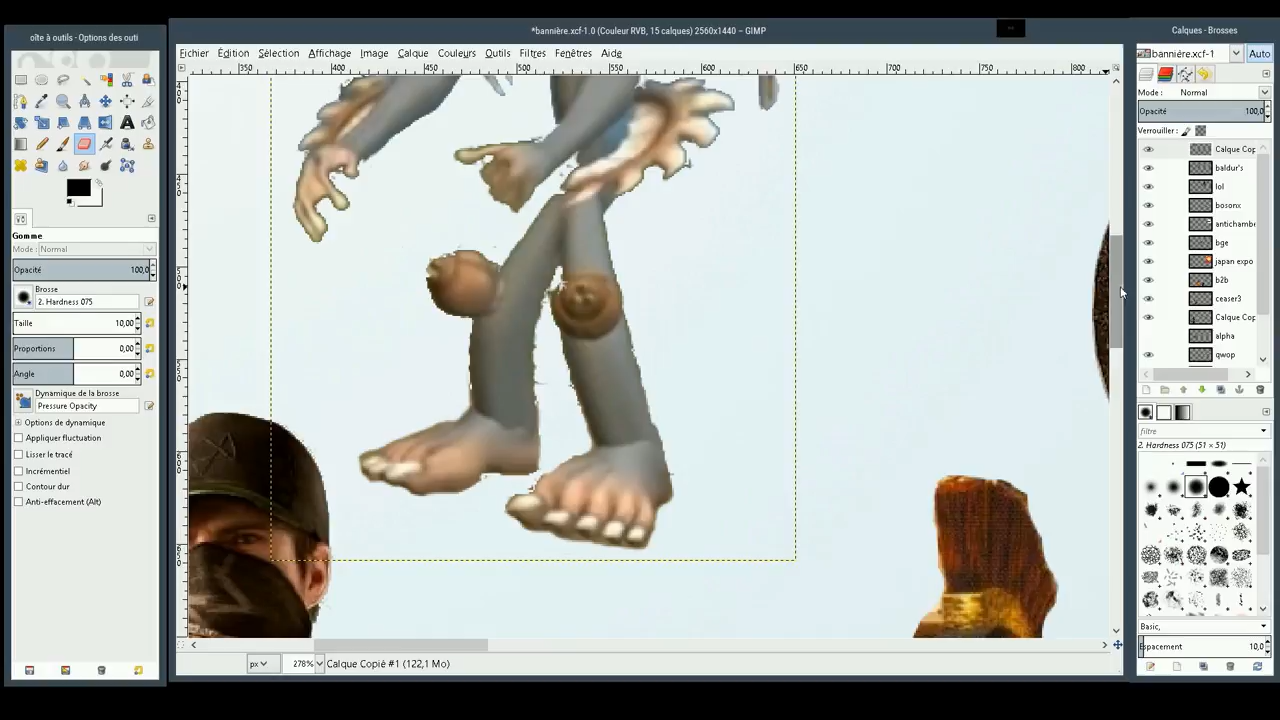 oîte à outils - Options des outi
*bannière.xcf-1.0 (Couleur RVB, 15 calques) 2560x1440 – GIMP
Calques - Brosses
Fichier Édition Sélection Affichage Image Calque Couleurs Outils Filtres Fenêtres Aide
bannière.xcf-1
Auto
350 400 450 500 550 600 650 700 750 800
Mode : Normal
Opacité 100,0
Verrouiller :
Calque Cop
baldur's
lol
bosonx
antichambe
bge
japan expo
b2b
ceaser3
Calque Cop
alpha
qwop
Gomme
Mode : Normal
Opacité 100,0
Brosse
2. Hardness 075
Taille 10,00
Proportions 0,00
Angle 0,00
Dynamique de la brosse
Pressure Opacity
Options de dynamique
Appliquer fluctuation
Lisser le tracé
Incrémentiel
Contour dur
Anti-effacement (Alt)
filtre
2. Hardness 075 (51 × 51)
Basic,
Espacement 10,0
px 278% Calque Copié #1 (122,1 Mo)